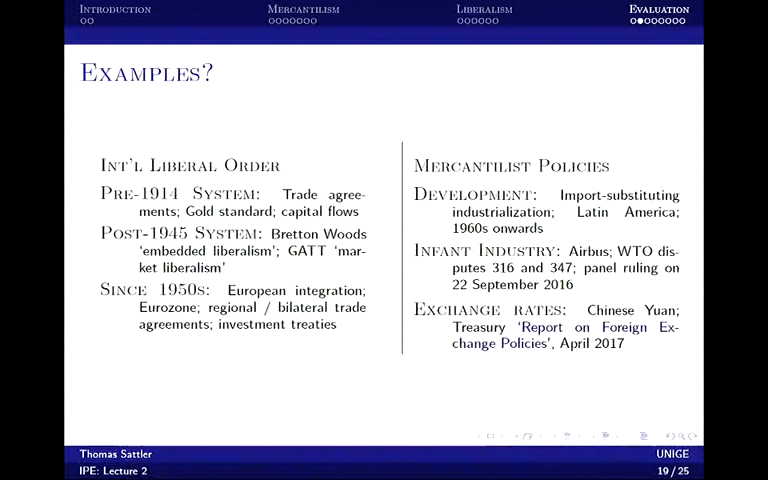 Introduction
Mercantilism
Liberalism
Evaluation
Examples?
Int'l Liberal Order
Pre-1914 System: Trade agree-
ments; Gold standard; capital flows
Post-1945 System: Bretton Woods
'embedded liberalism'; GATT 'mar-
ket liberalism'
Since 1950s: European integration;
Eurozone; regional / bilateral trade
agreements; investment treaties
Mercantilist Policies
Development: Import-substituting
industrialization; Latin America;
1960s onwards
Infant Industry: Airbus; WTO dis-
putes 316 and 347; panel ruling on
22 September 2016
Exchange rates: Chinese Yuan;
Treasury 'Report on Foreign Ex-
change Policies', April 2017
Thomas Sattler
UNIGE
IPE: Lecture 2
19 / 25